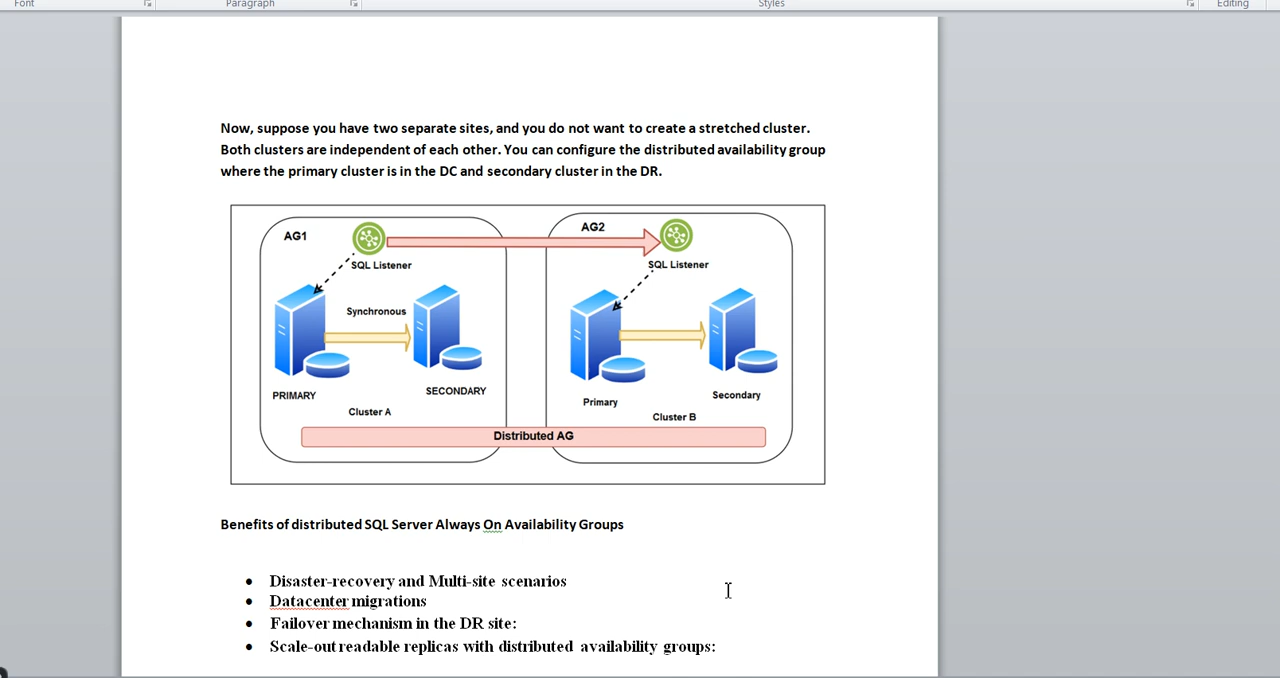 Font Paragraph Styles Editing
Now, suppose you have two separate sites, and you do not want to create a stretched cluster.
Both clusters are independent of each other. You can configure the distributed availability group
where the primary cluster is in the DC and secondary cluster in the DR.
AG1
AG2
SQL Listener
SQL Listener
Synchronous
PRIMARY
SECONDARY
Primary
Secondary
Cluster A
Cluster B
Distributed AG
Benefits of distributed SQL Server Always On Availability Groups
• Disaster-recovery and Multi-site scenarios
• Datacenter migrations
• Failover mechanism in the DR site:
• Scale-out readable replicas with distributed availability groups: